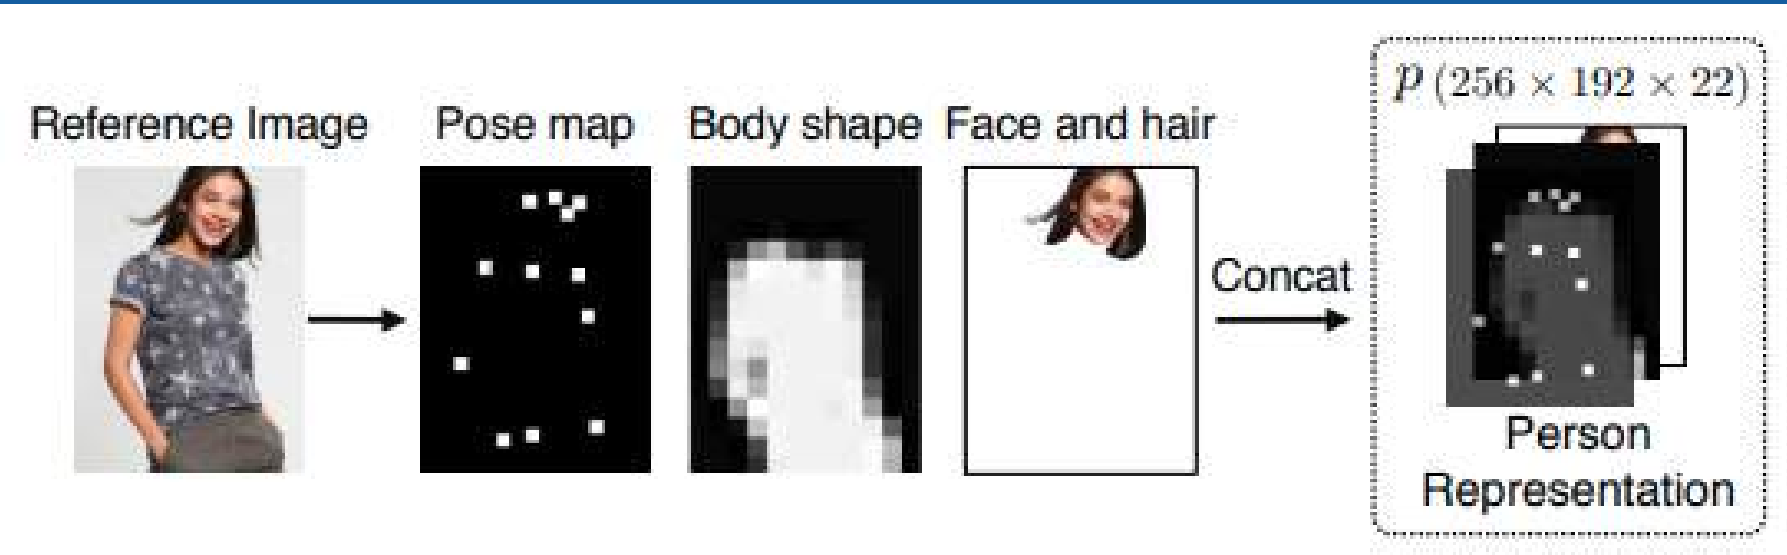 Reference Image
Pose map
Body shape
Face and hair
Concat
p (256 × 192 × 22)
Person
Representation